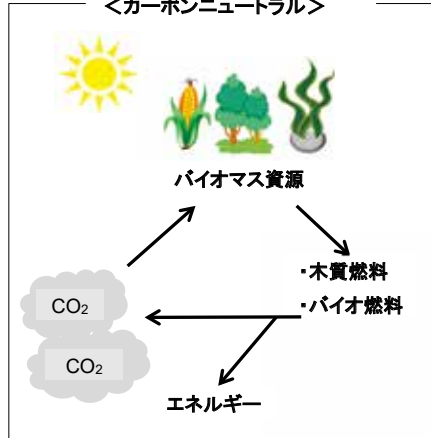 ＜カーボンニュートラル＞
バイオマス資源
・木質燃料
・バイオ燃料
CO₂
CO₂
エネルギー